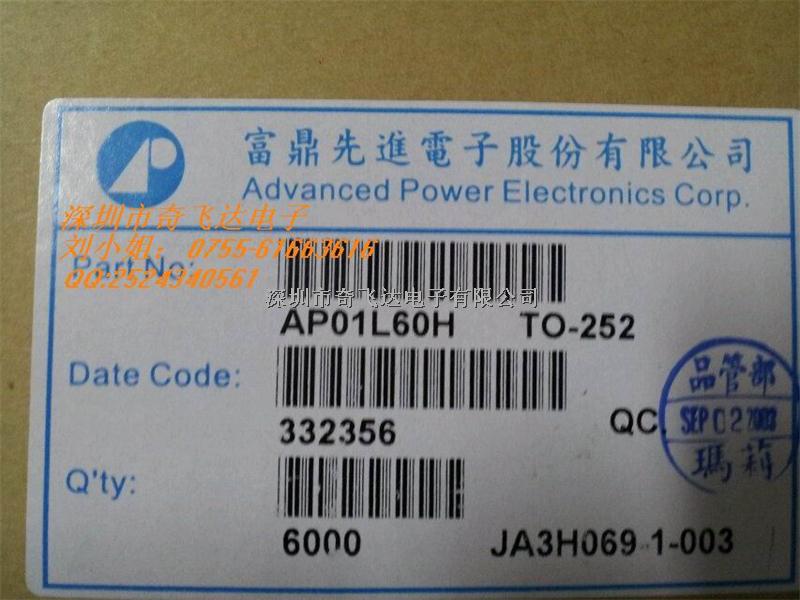 AP
富鼎先進電子股份有限公司
Advanced Power Electronics Corp.
深圳市奇飞达电子
刘小姐：0755-61663616
QQ:2524940561
Part No:
深圳市奇飞达电子有限公司
AP01L60H TO-252
Date Code:
332356
QC.
品管部
SEP 02 2003
瑪莉
Q'ty:
6000 JA3H069 1-003